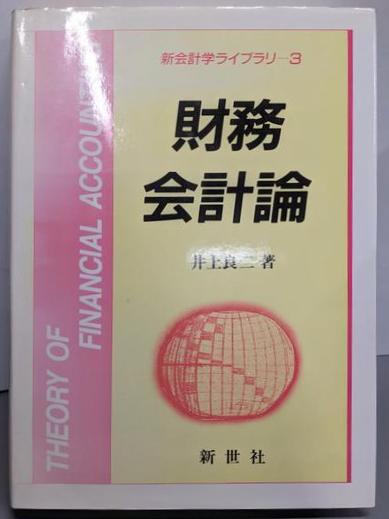 新会計学ライブラリ─3
財務
会計論
井上良二 著
新世社
THEORY OF
FINANCIAL ACCOUNTING